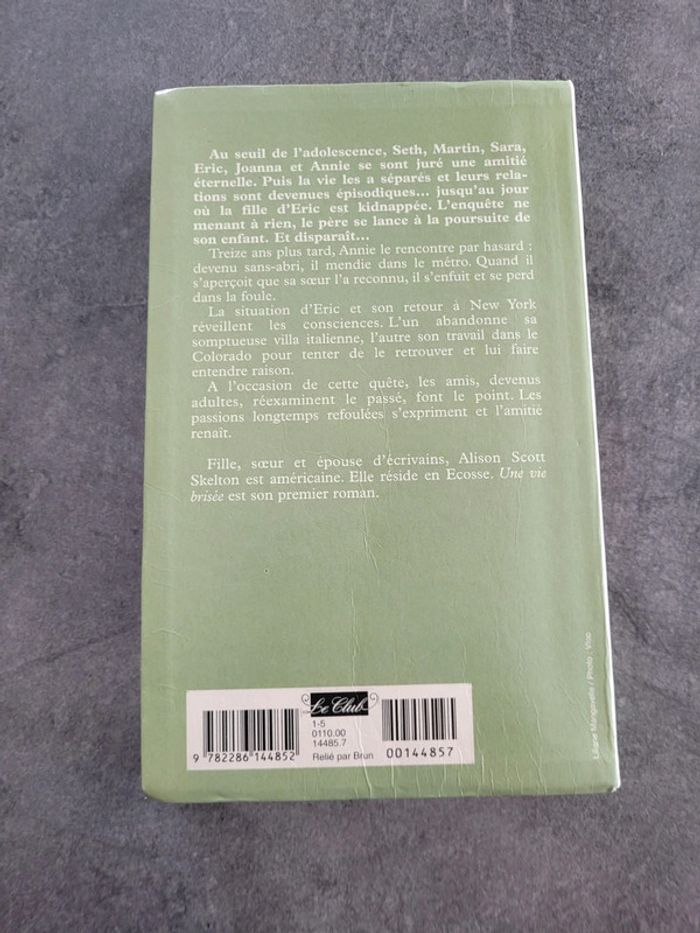 Au seuil de l'adolescence, Seth, Martin, Sara,
Eric, Joanna et Annie se sont juré une amitié
éternelle. Puis la vie les a séparés et leurs rela-
tions sont devenues épisodiques... jusqu'au jour
où la fille d'Eric est kidnappée. L'enquête ne
menant à rien, le père se lance à la poursuite de
son enfant. Et disparaît...
Treize ans plus tard, Annie le rencontre par hasard :
devenu sans-abri, il mendie dans le métro. Quand il
s'aperçoit que sa sœur l'a reconnu, il s'enfuit et se perd
dans la foule.
La situation d'Eric et son retour à New York
réveillent les consciences. L'un abandonne sa
somptueuse villa italienne, l'autre son travail dans le
Colorado pour tenter de le retrouver et lui faire
entendre raison.
A l'occasion de cette quête, les amis, devenus
adultes, réexaminent le passé, font le point. Les
passions longtemps refoulées s'expriment et l'amitié
renaît.
Fille, sœur et épouse d'écrivains, Alison Scott
Skelton est américaine. Elle réside en Ecosse. Une vie
brisée est son premier roman.
Liliane Mangavelle / Photo : Vloo
Le Club
1-5
0110.00
14485.7
Relié par Brun
9 782286 144852
00144857